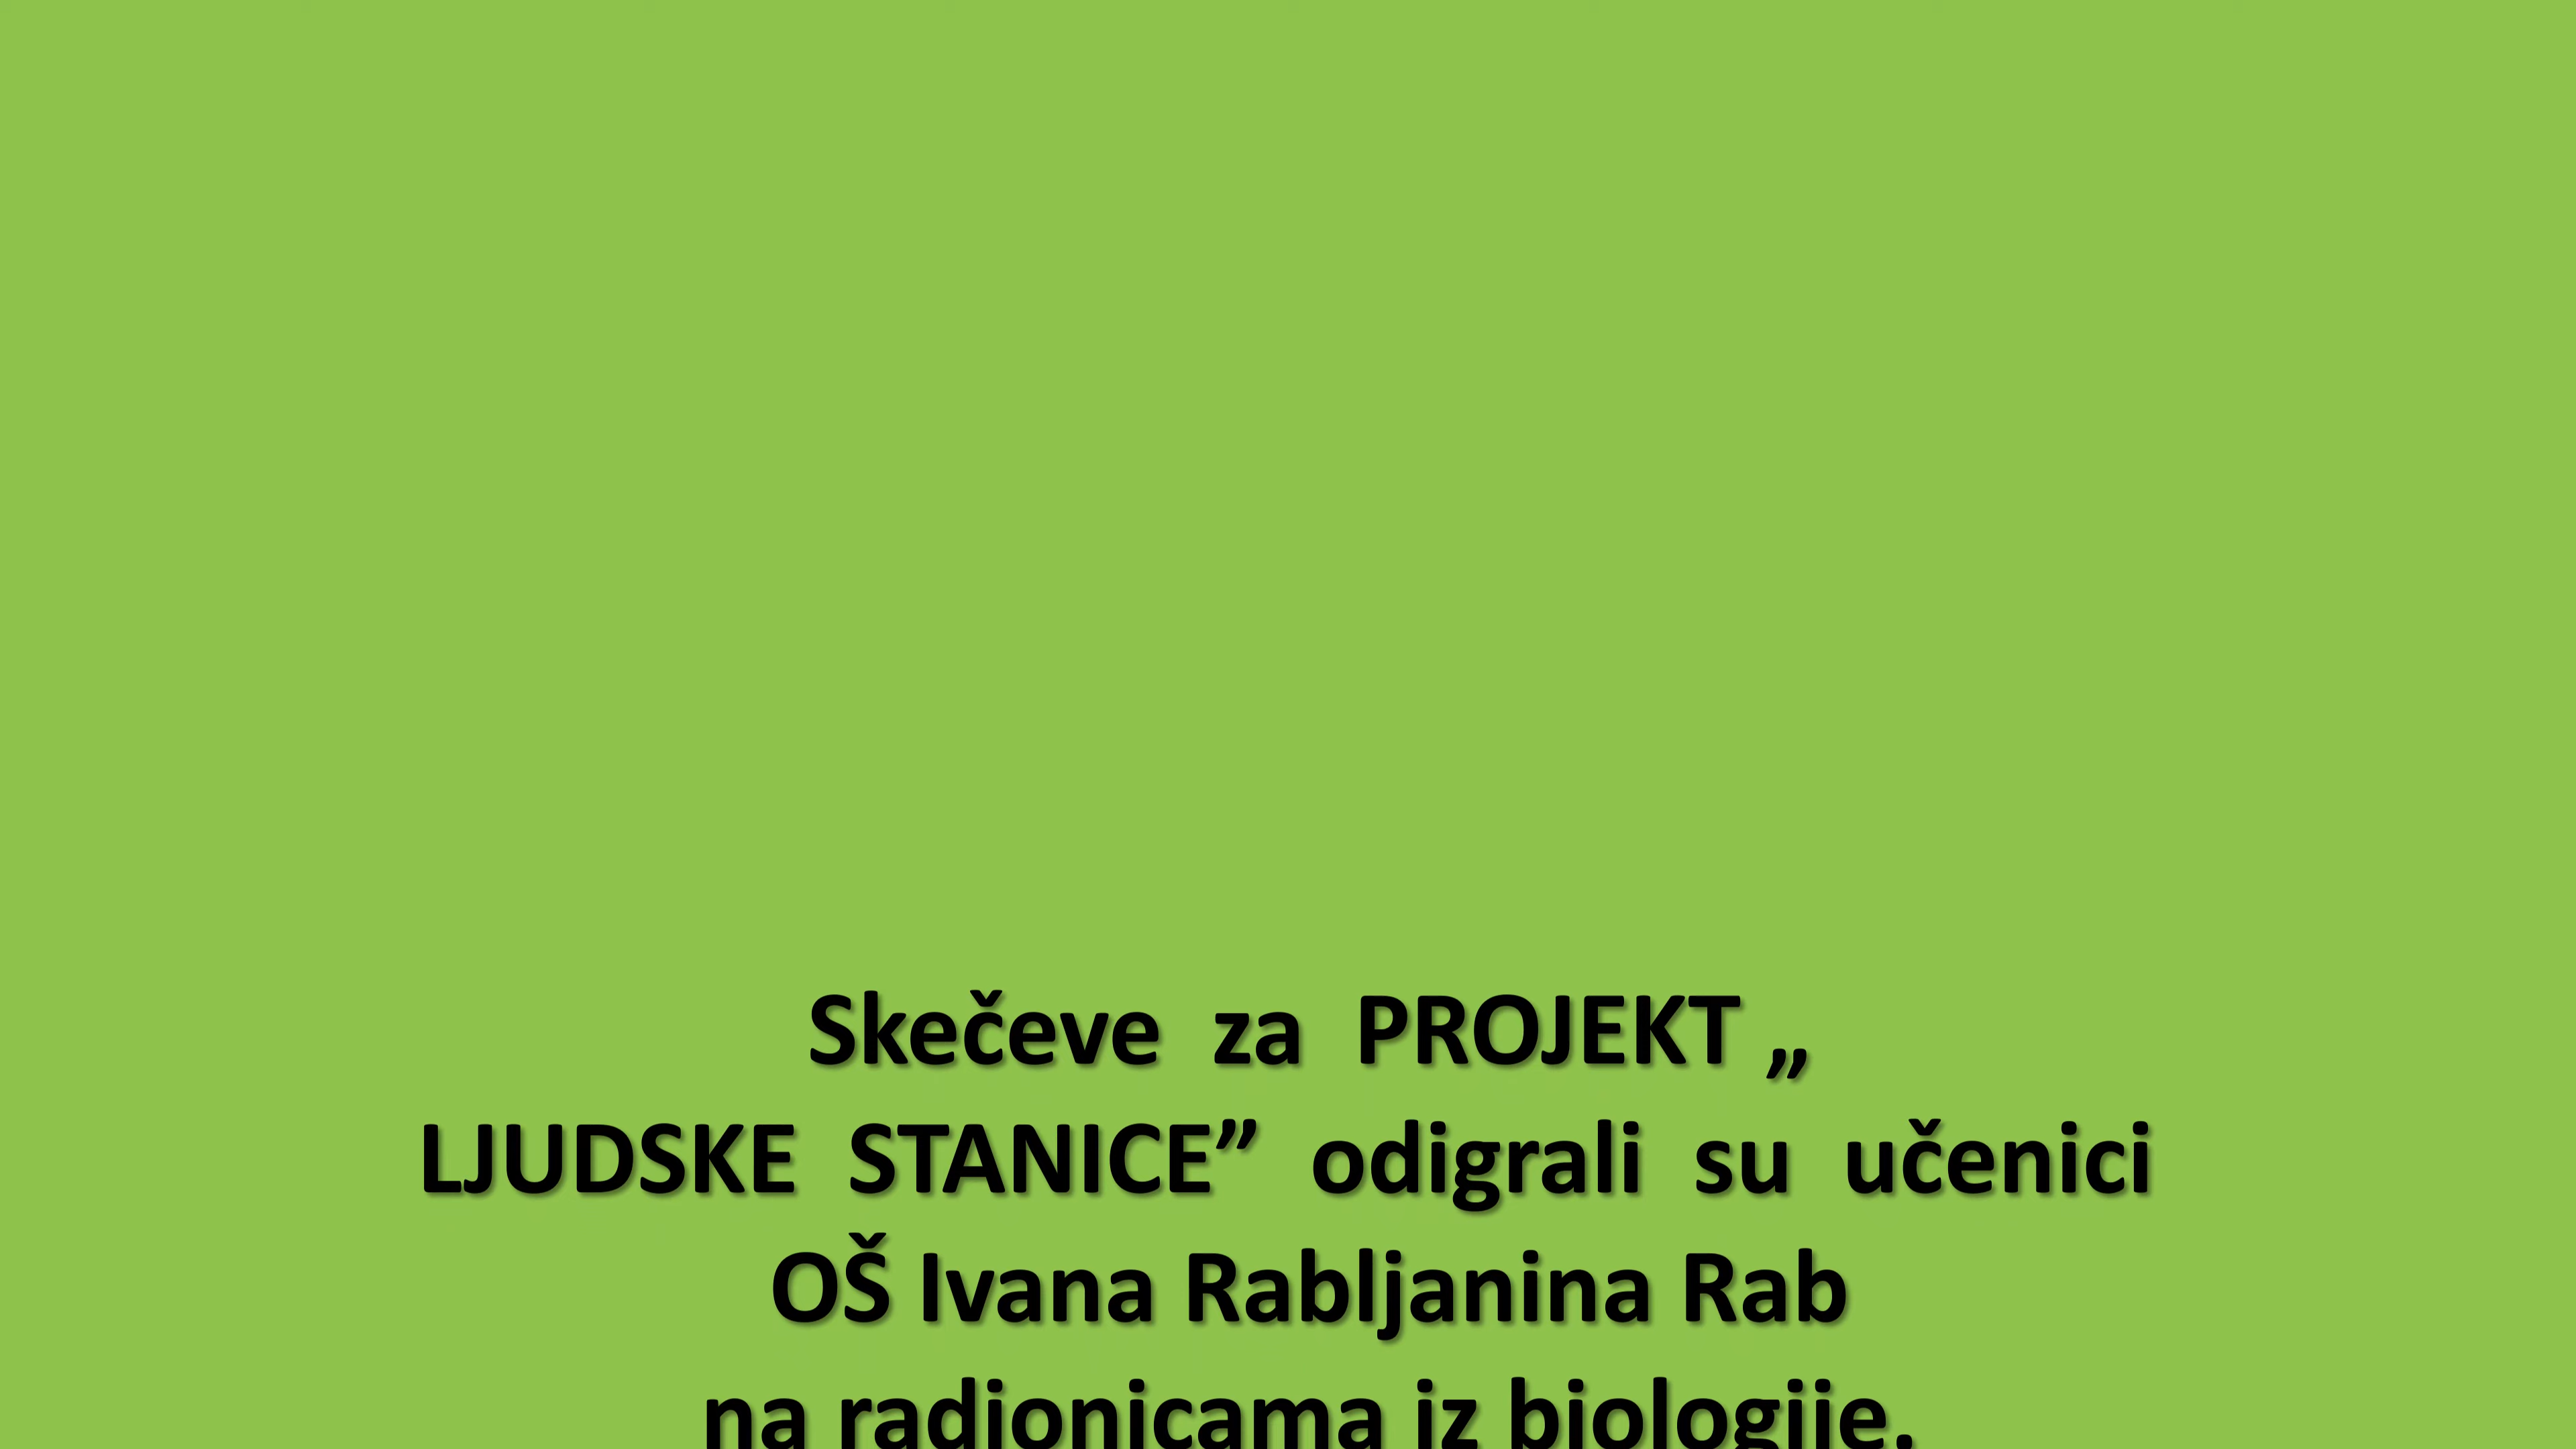 Skečeve za PROJEKT „
LJUDSKE STANICE” odigrali su učenici
OŠ Ivana Rabljanina Rab
na radionicama iz biologije.